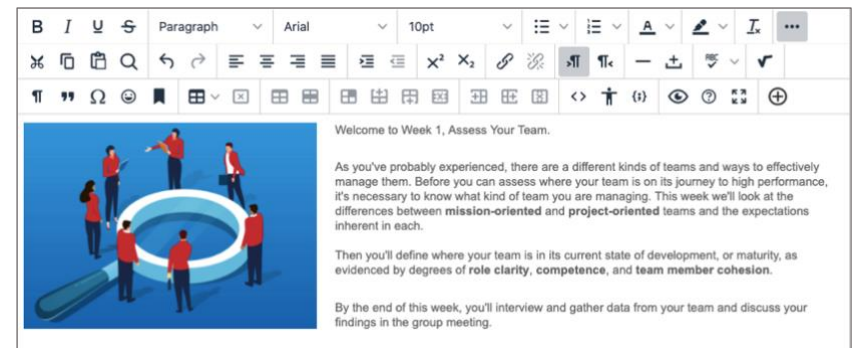 B I U S Paragraph Arial 10pt A Tx
X² X₂ ¶ ¶ ABC √
¶ " Ω <> {;} ?
Welcome to Week 1, Assess Your Team.
As you've probably experienced, there are a different kinds of teams and ways to effectively
manage them. Before you can assess where your team is on its journey to high performance,
it's necessary to know what kind of team you are managing. This week we'll look at the
differences between mission-oriented and project-oriented teams and the expectations
inherent in each.
Then you'll define where your team is in its current state of development, or maturity, as
evidenced by degrees of role clarity, competence, and team member cohesion.
By the end of this week, you'll interview and gather data from your team and discuss your
findings in the group meeting.